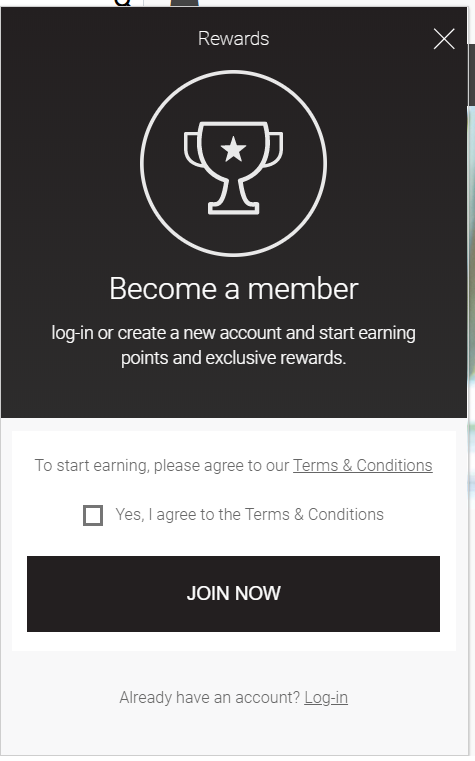 Rewards
Become a member
log-in or create a new account and start earning
points and exclusive rewards.
To start earning, please agree to our Terms & Conditions
Yes, I agree to the Terms & Conditions
JOIN NOW
Already have an account? Log-in